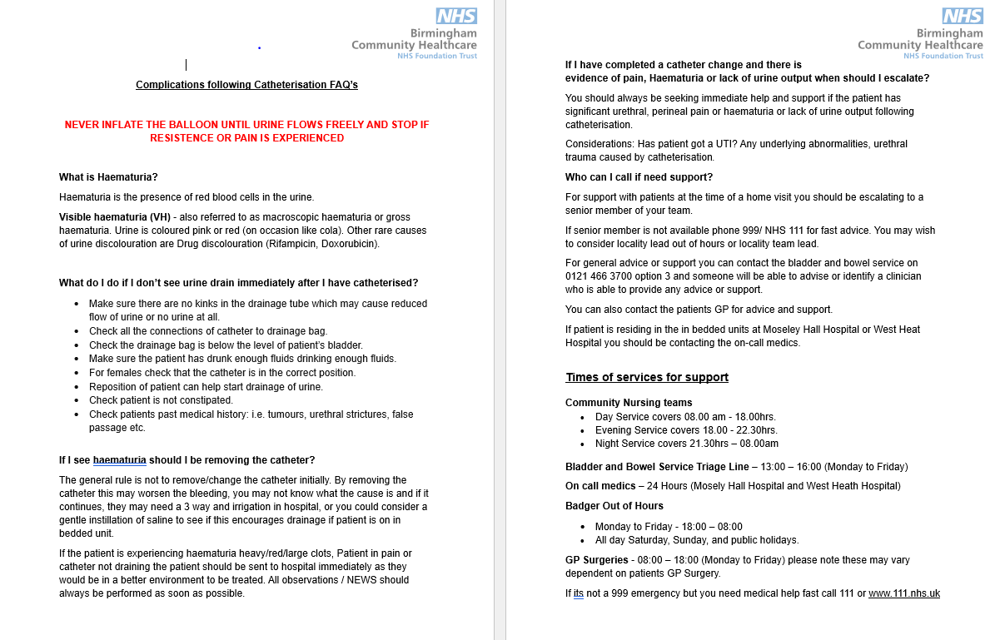 NHS
Birmingham
Community Healthcare
NHS Foundation Trust
Complications following Catheterisation FAQ's
NEVER INFLATE THE BALLOON UNTIL URINE FLOWS FREELY AND STOP IF
RESISTENCE OR PAIN IS EXPERIENCED
What is Haematuria?
Haematuria is the presence of red blood cells in the urine.
Visible haematuria (VH) - also referred to as macroscopic haematuria or gross
haematuria. Urine is coloured pink or red (on occasion like cola). Other rare causes
of urine discolouration are Drug discolouration (Rifampicin, Doxorubicin).
What do I do if I don't see urine drain immediately after I have catheterised?
• Make sure there are no kinks in the drainage tube which may cause reduced
flow of urine or no urine at all.
• Check all the connections of catheter to drainage bag.
• Check the drainage bag is below the level of patient's bladder.
• Make sure the patient has drunk enough fluids drinking enough fluids.
• For females check that the catheter is in the correct position.
• Reposition of patient can help start drainage of urine.
• Check patient is not constipated.
• Check patients past medical history: i.e. tumours, urethral strictures, false
passage etc.
If I see haematuria should I be removing the catheter?
The general rule is not to remove/change the catheter initially. By removing the
catheter this may worsen the bleeding, you may not know what the cause is and if it
continues, they may need a 3 way and irrigation in hospital, or you could consider a
gentle instillation of saline to see if this encourages drainage if patient is on in
bedded unit.
If the patient is experiencing haematuria heavy/red/large clots, Patient in pain or
catheter not draining the patient should be sent to hospital immediately as they
would be in a better environment to be treated. All observations / NEWS should
always be performed as soon as possible.
NHS
Birmingham
Community Healthcare
NHS Foundation Trust
If I have completed a catheter change and there is
evidence of pain, Haematuria or lack of urine output when should I escalate?
You should always be seeking immediate help and support if the patient has
significant urethral, perineal pain or haematuria or lack of urine output following
catheterisation.
Considerations: Has patient got a UTI? Any underlying abnormalities, urethral
trauma caused by catheterisation.
Who can I call if need support?
For support with patients at the time of a home visit you should be escalating to a
senior member of your team.
If senior member is not available phone 999/ NHS 111 for fast advice. You may wish
to consider locality lead out of hours or locality team lead.
For general advice or support you can contact the bladder and bowel service on
0121 466 3700 option 3 and someone will be able to advise or identify a clinician
who is able to provide any advice or support.
You can also contact the patients GP for advice and support.
If patient is residing in the in bedded units at Moseley Hall Hospital or West Heat
Hospital you should be contacting the on-call medics.
Times of services for support
Community Nursing teams
• Day Service covers 08.00 am - 18.00hrs.
• Evening Service covers 18.00 - 22.30hrs.
• Night Service covers 21.30hrs – 08.00am
Bladder and Bowel Service Triage Line – 13:00 – 16:00 (Monday to Friday)
On call medics – 24 Hours (Mosely Hall Hospital and West Heath Hospital)
Badger Out of Hours
• Monday to Friday - 18:00 – 08:00
• All day Saturday, Sunday, and public holidays.
GP Surgeries - 08:00 – 18:00 (Monday to Friday) please note these may vary
dependent on patients GP Surgery.
If its not a 999 emergency but you need medical help fast call 111 or www.111.nhs.uk